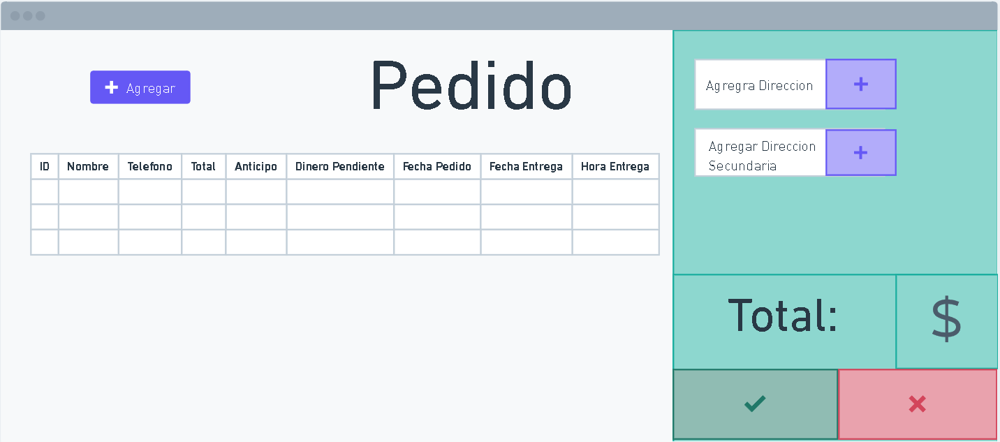 Agregar
Pedido
ID Nombre Telefono Total Anticipo Dinero Pendiente Fecha Pedido Fecha Entrega Hora Entrega
Agregra Direccion
Agregar Direccion
Secundaria
Total: $